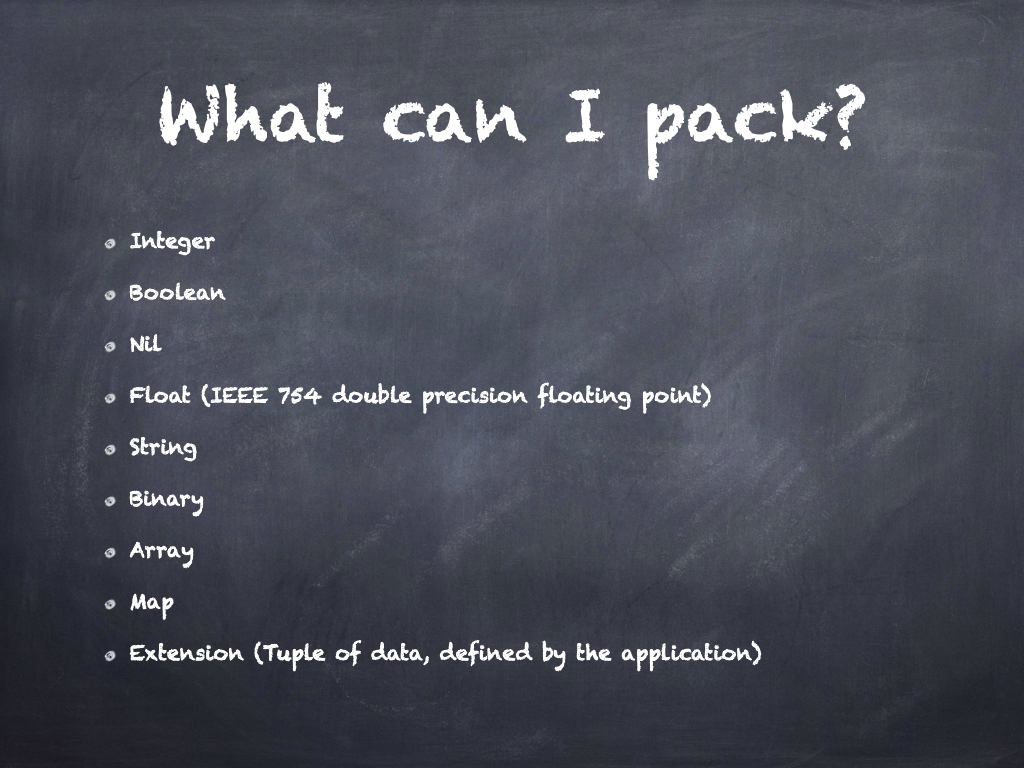 What can I pack?
Integer
Boolean
Nil
Float (IEEE 754 double precision floating point)
String
Binary
Array
Map
Extension (Tuple of data, defined by the application)